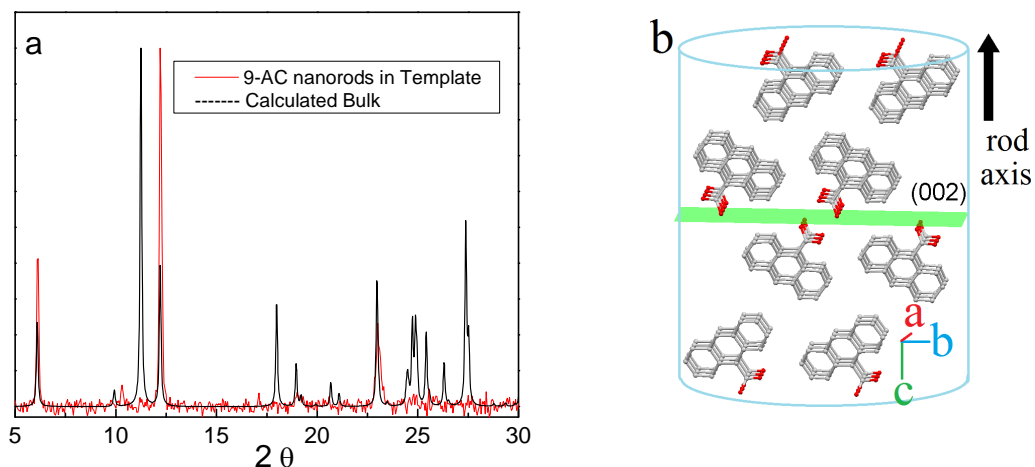 a
9-AC nanorods in Template
Calculated Bulk
5
10
15
20
25
30
2 θ
b
rod
axis
(002)
a
b
c